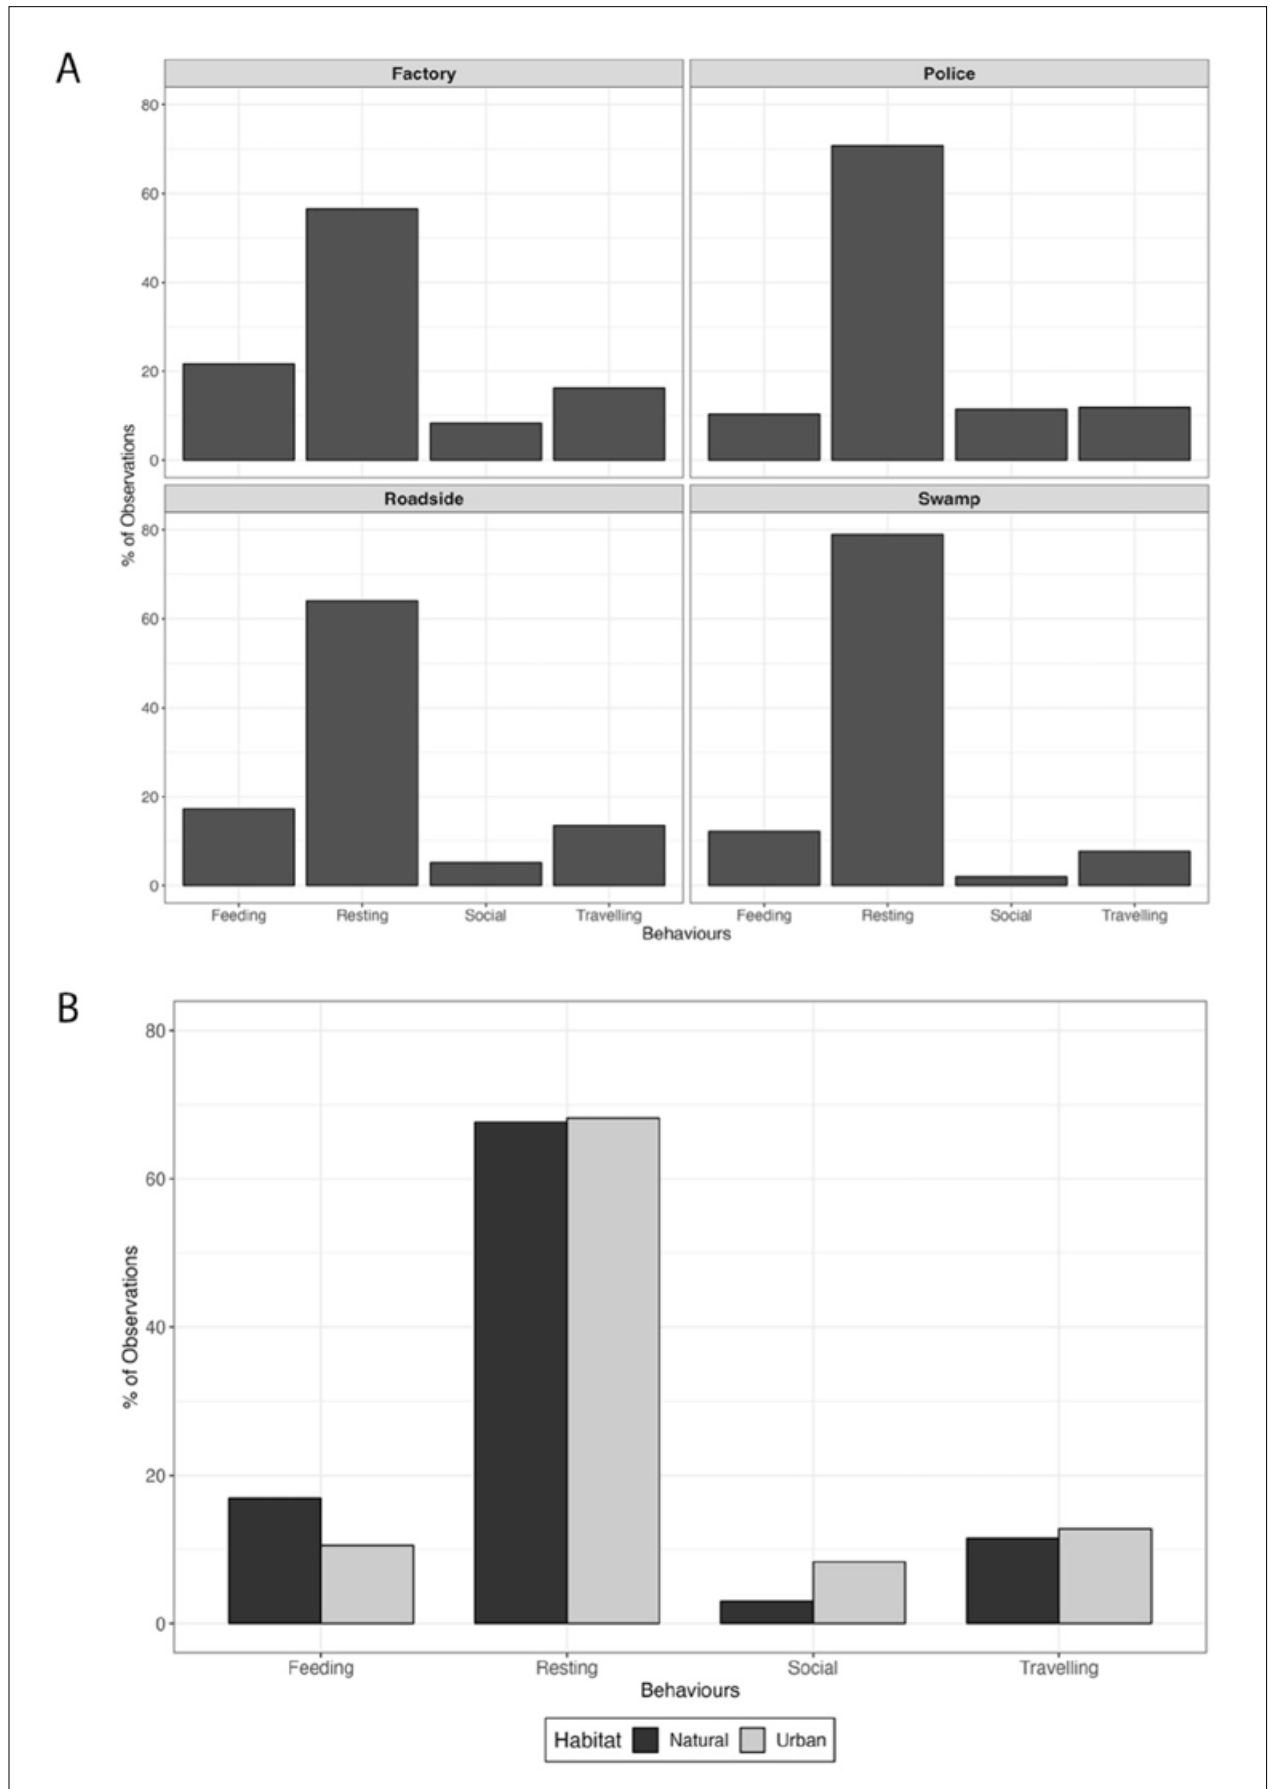 A
Factory
Police
80
60
40
20
0
% of Observations
Roadside
Swamp
80
60
40
20
0
Feeding Resting Social Travelling Feeding Resting Social Travelling
Behaviours
B
80
60
40
20
0
% of Observations
Feeding Resting Social Travelling
Behaviours
Habitat Natural Urban